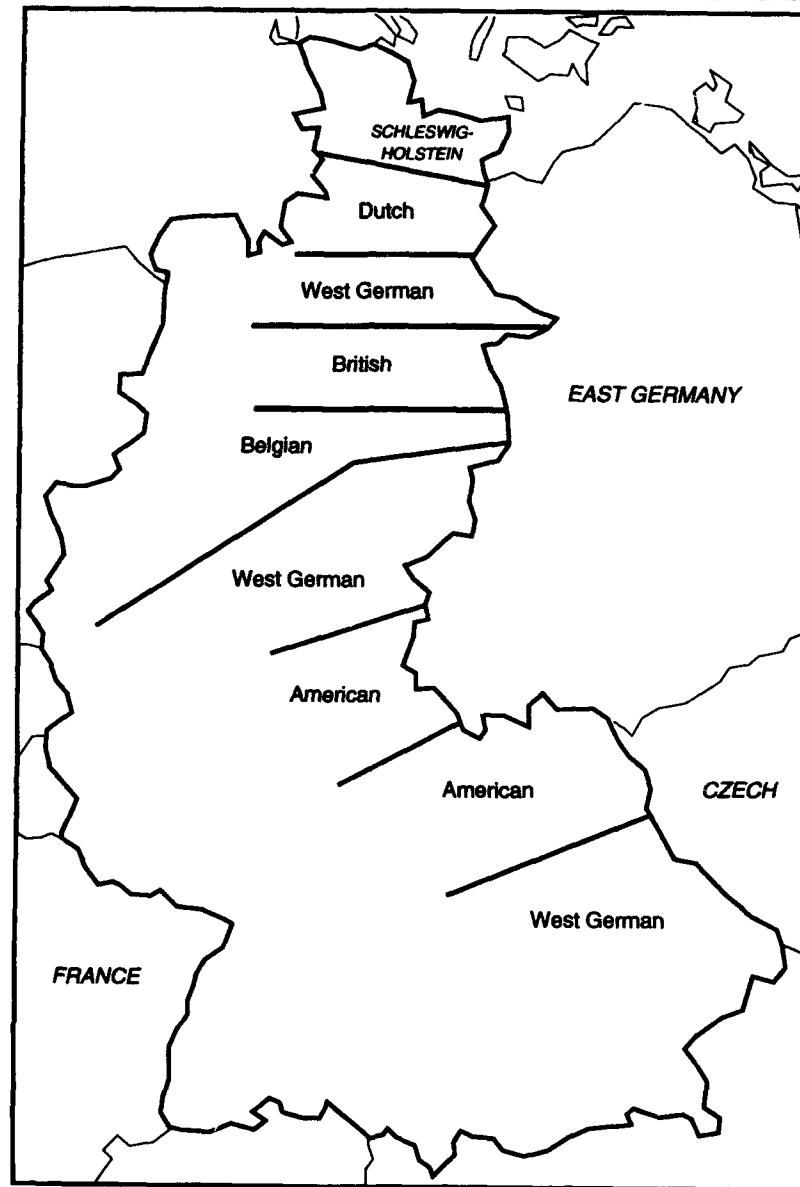 SCHLESWIG-
HOLSTEIN
Dutch
West German
British
EAST GERMANY
Belgian
West German
American
American
CZECH
West German
FRANCE